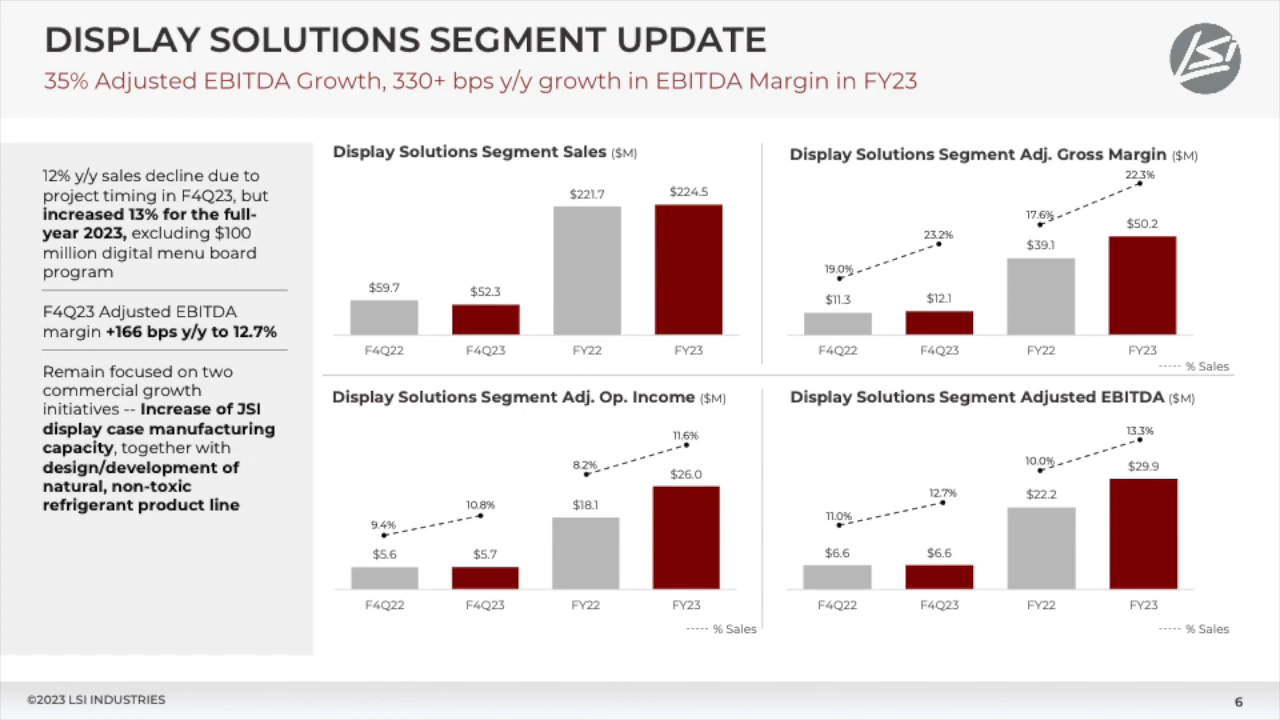 DISPLAY SOLUTIONS SEGMENT UPDATE
35% Adjusted EBITDA Growth, 330+ bps y/y growth in EBITDA Margin in FY23
LSI
12% y/y sales decline due to
project timing in F4Q23, but
increased 13% for the full-
year 2023, excluding $100
million digital menu board
program
F4Q23 Adjusted EBITDA
margin +166 bps y/y to 12.7%
Remain focused on two
commercial growth
initiatives -- Increase of JSI
display case manufacturing
capacity, together with
design/development of
natural, non-toxic
refrigerant product line
Display Solutions Segment Sales ($M)
$59.7
$52.3
$221.7
$224.5
F4Q22
F4Q23
FY22
FY23
Display Solutions Segment Adj. Gross Margin ($M)
19.0%
23.2%
17.6%
22.3%
$11.3
$12.1
$39.1
$50.2
F4Q22
F4Q23
FY22
FY23
----- % Sales
Display Solutions Segment Adj. Op. Income ($M)
9.4%
10.8%
8.2%
11.6%
$5.6
$5.7
$18.1
$26.0
F4Q22
F4Q23
FY22
FY23
----- % Sales
Display Solutions Segment Adjusted EBITDA ($M)
11.0%
12.7%
10.0%
13.3%
$6.6
$6.6
$22.2
$29.9
F4Q22
F4Q23
FY22
FY23
----- % Sales
©2023 LSI INDUSTRIES
6